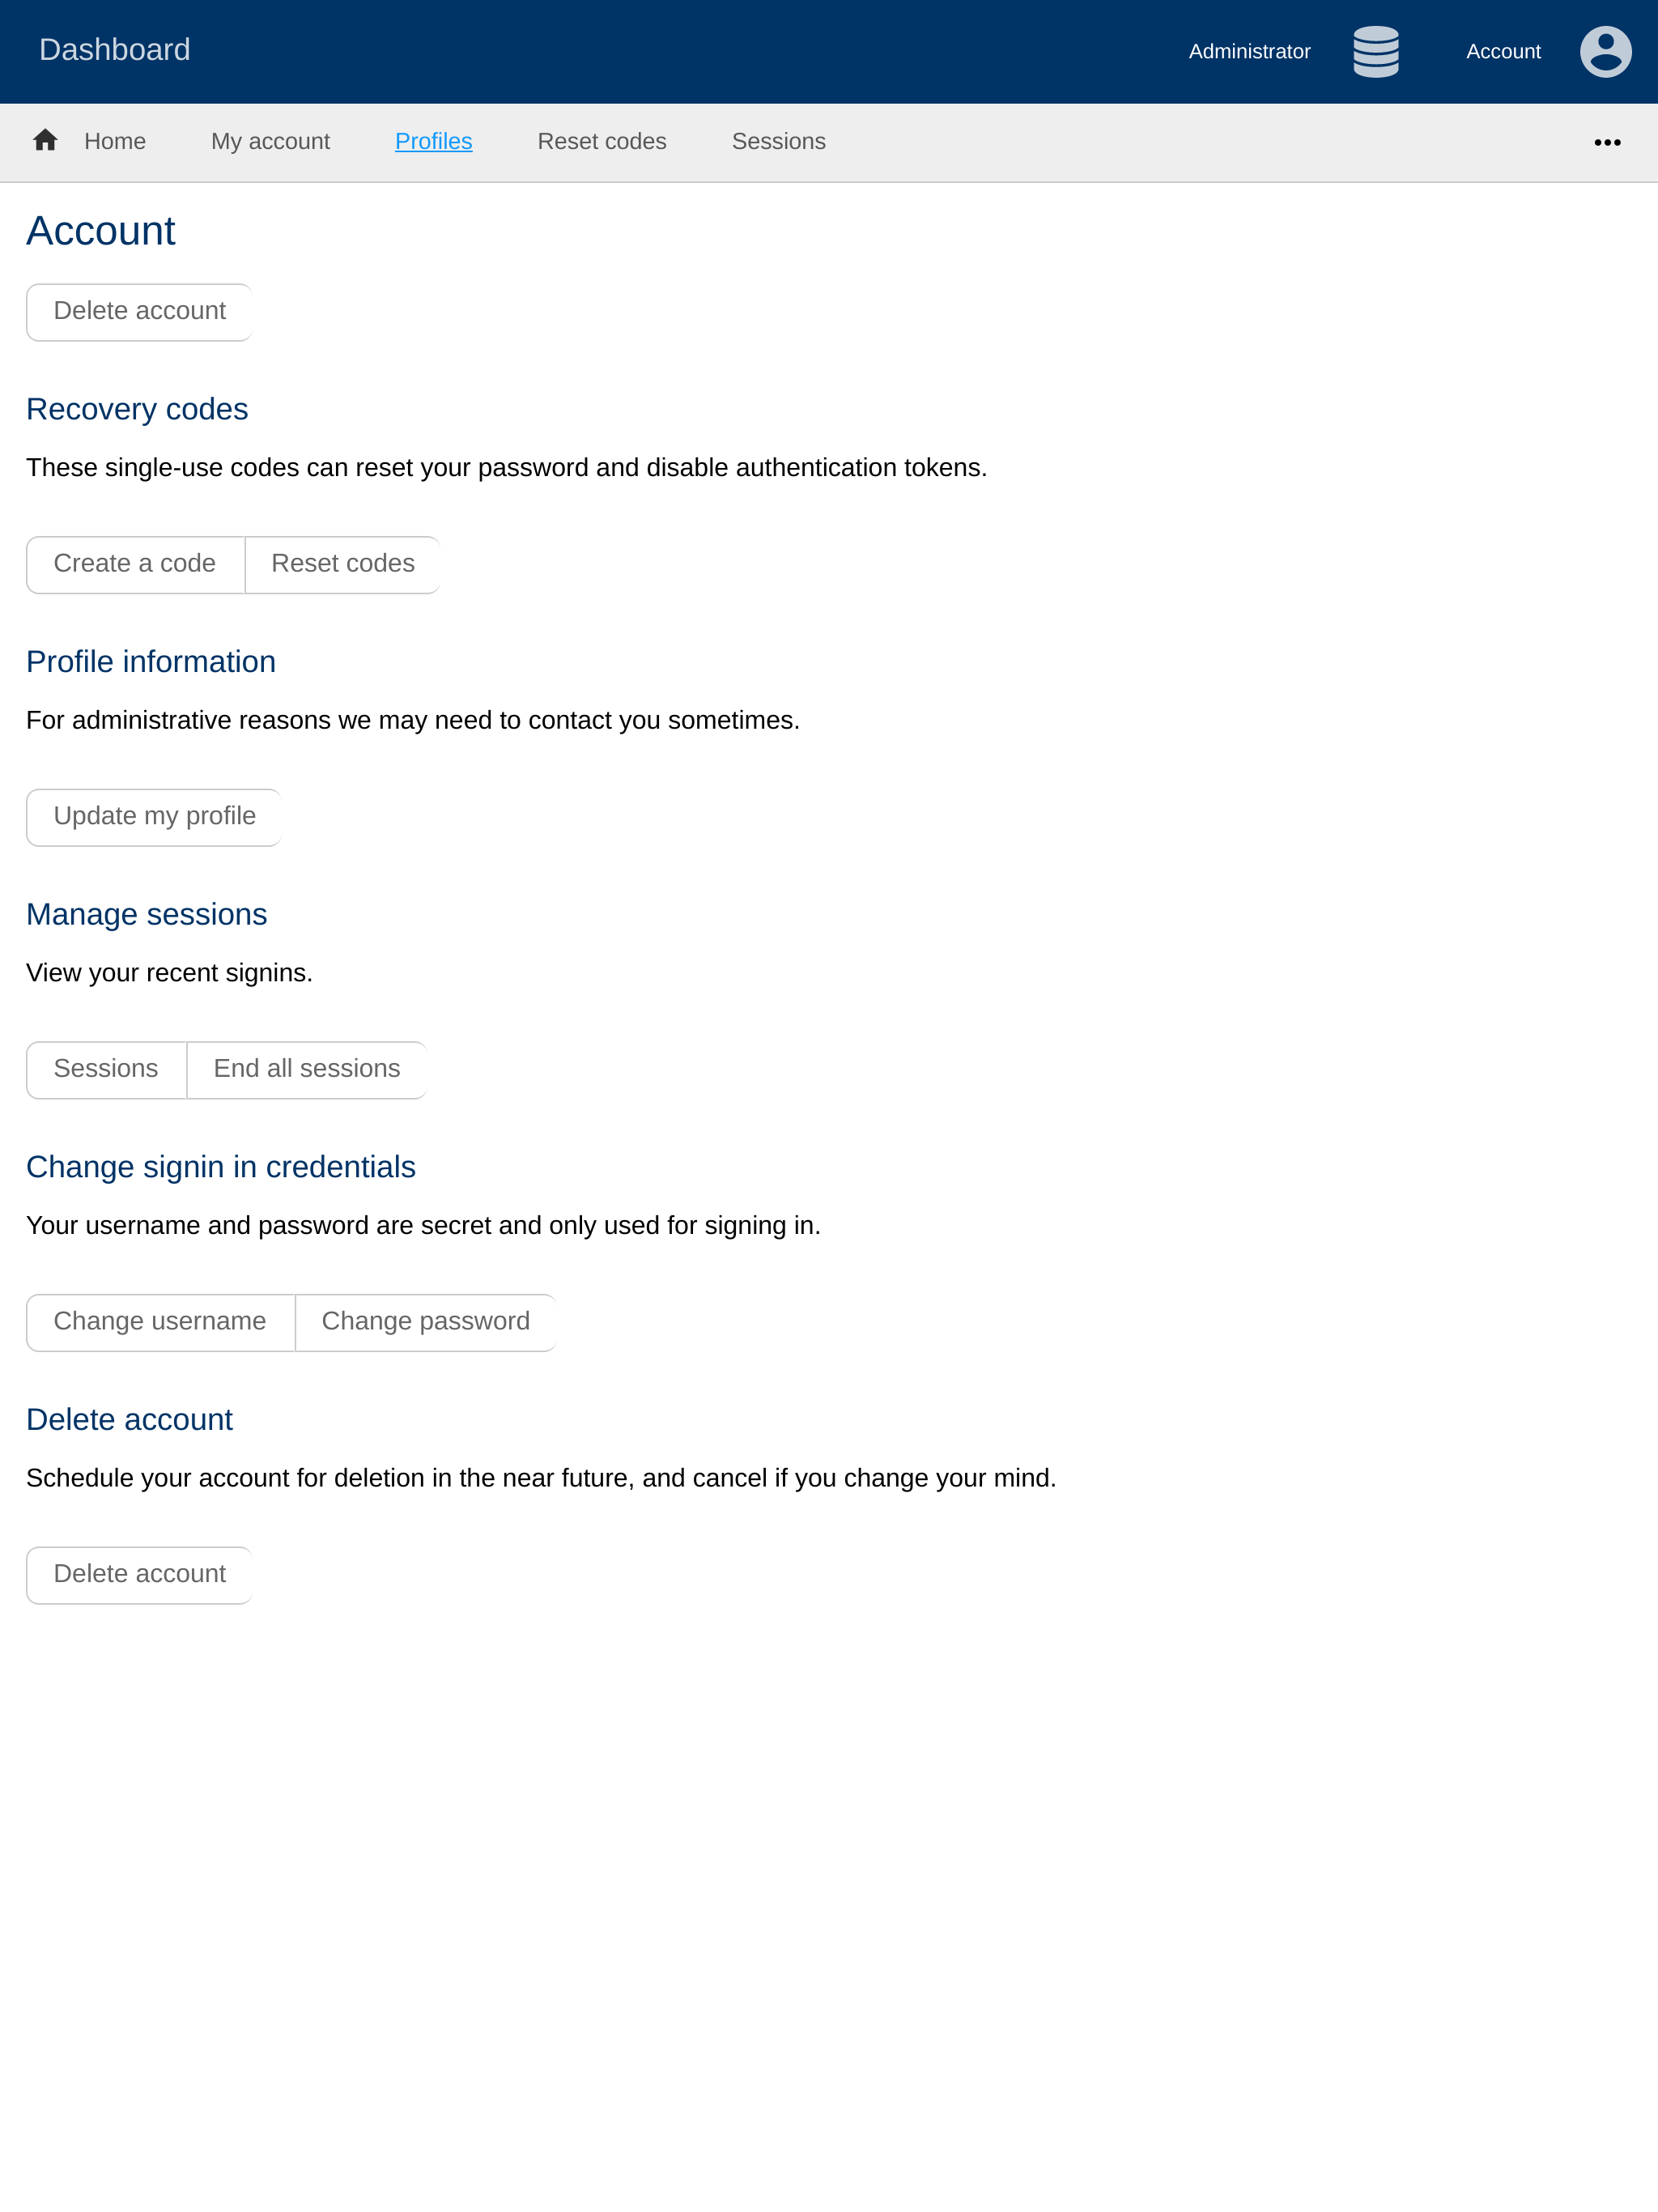 Dashboard Administrator Account
Home My account Profiles Reset codes Sessions
Account
Delete account
Recovery codes
These single-use codes can reset your password and disable authentication tokens.
Create a code Reset codes
Profile information
For administrative reasons we may need to contact you sometimes.
Update my profile
Manage sessions
View your recent signins.
Sessions End all sessions
Change signin in credentials
Your username and password are secret and only used for signing in.
Change username Change password
Delete account
Schedule your account for deletion in the near future, and cancel if you change your mind.
Delete account